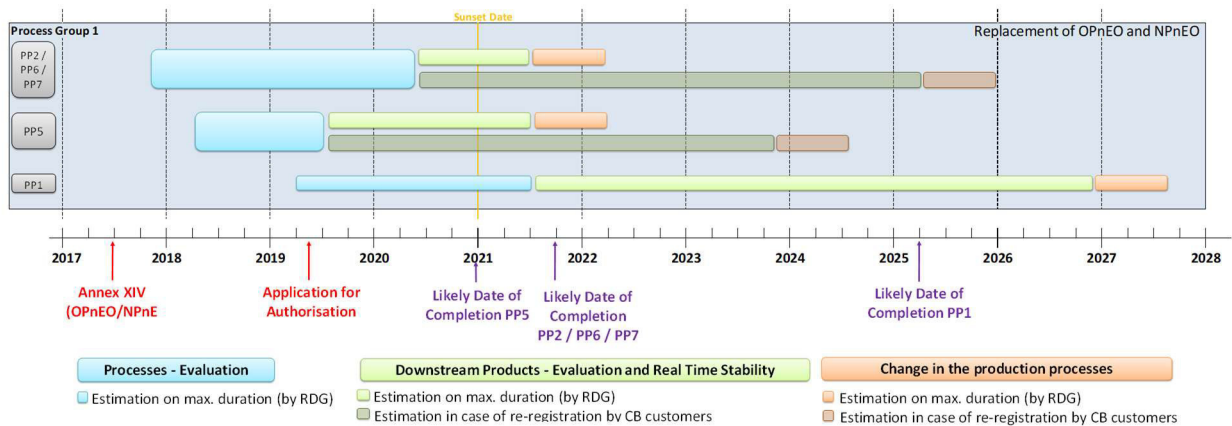 Sunset Date
Process Group 1
Replacement of OPnEO and NPnEO
PP2 /
PP6 /
PP7
PP5
PP1
2017 2018 2019 2020 2021 2022 2023 2024 2025 2026 2027 2028
Annex XIV
(OPnEO/NPnE
Application for
Authorisation
Likely Date of
Completion PP5
Likely Date of
Completion
PP2 / PP6 / PP7
Likely Date of
Completion PP1
Processes - Evaluation
Estimation on max. duration (by RDG)
Downstream Products - Evaluation and Real Time Stability
Estimation on max. duration (by RDG)
Estimation in case of re-registration by CB customers
Change in the production processes
Estimation on max. duration (by RDG)
Estimation in case of re-registration by CB customers